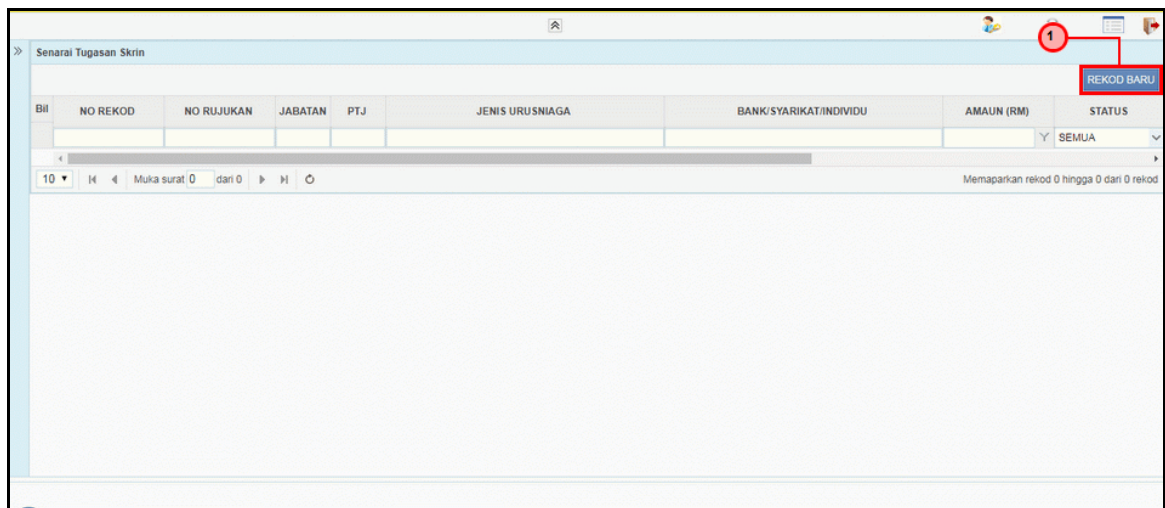 1
Senarai Tugasan Skrin
REKOD BARU
Bil NO REKOD NO RUJUKAN JABATAN PTJ JENIS URUSNIAGA BANK/SYARIKAT/INDIVIDU AMAUN (RM) STATUS
SEMUA
10 Muka surat 0 dari 0 Memaparkan rekod 0 hingga 0 dari 0 rekod